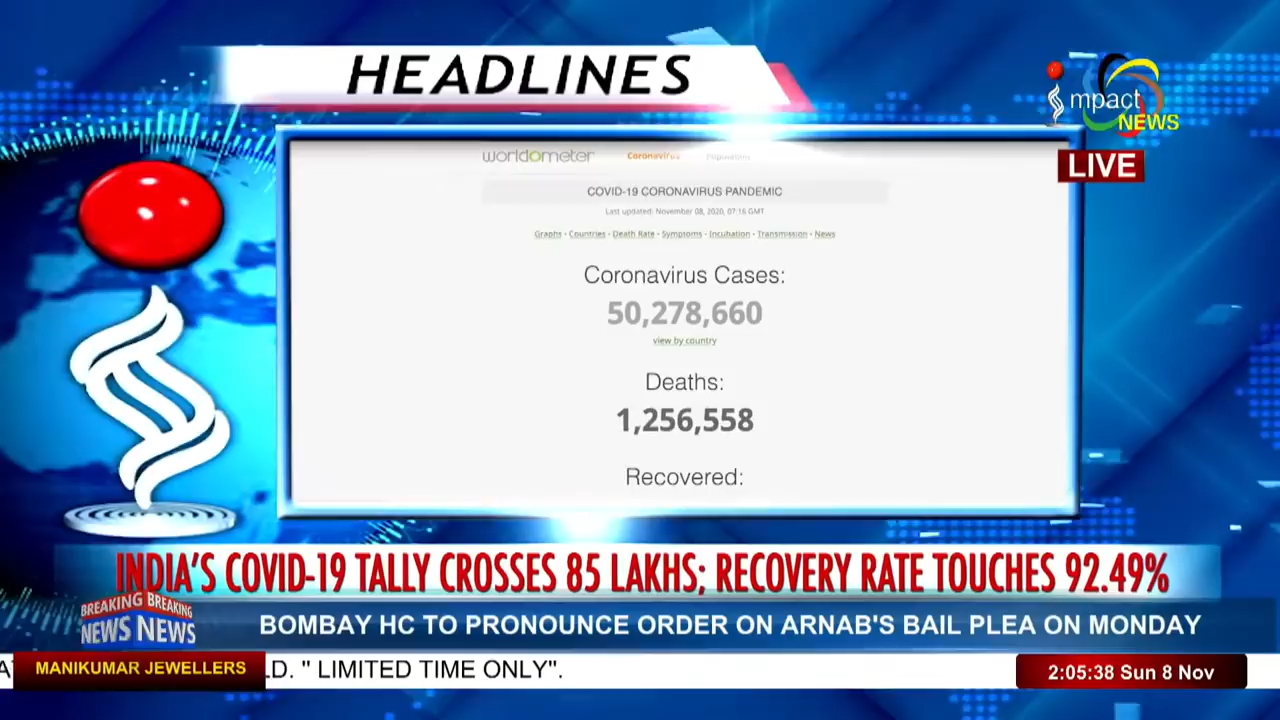 HEADLINES
mpact
NEWS
LIVE
worldometer
Coronavirus Population
COVID-19 CORONAVIRUS PANDEMIC
Last updated: November 08, 2020, 07:16 GMT
Graphs - Countries - Death Rate - Symptoms - Incubation - Transmission - News
Coronavirus Cases:
50,278,660
view by country
Deaths:
1,256,558
Recovered:
INDIA'S COVID-19 TALLY CROSSES 85 LAKHS; RECOVERY RATE TOUCHES 92.49%
BREAKING BREAKING
NEWS NEWS
BOMBAY HC TO PRONOUNCE ORDER ON ARNAB'S BAIL PLEA ON MONDAY
MANIKUMAR JEWELLERS
LD. " LIMITED TIME ONLY".
2:05:38 Sun 8 Nov